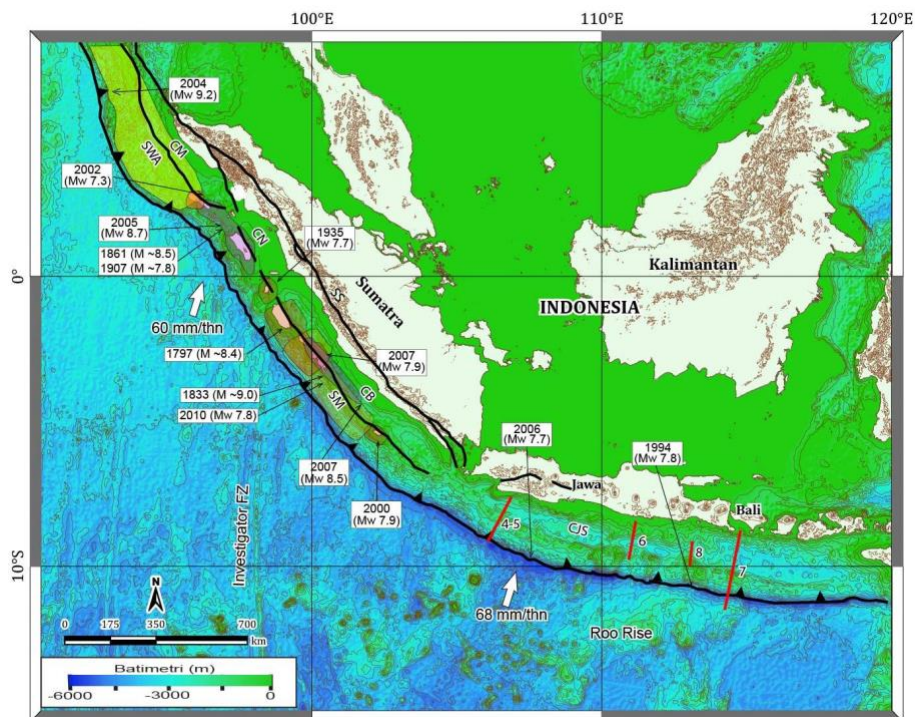 100°E
110°E
120°E
2004
(Mw 9.2)
SWA
CM
2002
(Mw 7.3)
2005
(Mw 8.7)
1861 (M ~8.5)
1907 (M ~7.8)
CN
1935
(Mw 7.7)
0°
60 mm/thn
SS
Sumatra
Kalimantan
INDONESIA
1797 (M ~8.4)
2007
(Mw 7.9)
1833 (M ~9.0)
2010 (Mw 7.8)
SM
CB
2007
(Mw 8.5)
2000
(Mw 7.9)
2006
(Mw 7.7)
1994
(Mw 7.8)
Jawa
Bali
4-5
CJS
6
8
7
10°S
Investigator FZ
68 mm/thn
Roo Rise
N
0 175 350 700
km
Batimetri (m)
-6000 -3000 0